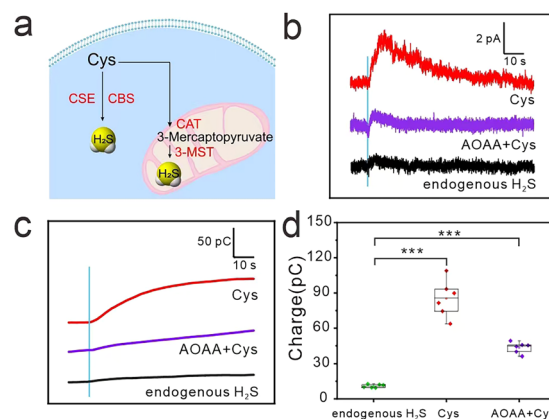 a
Cys
CSE CBS
H₂S
CAT
3-Mercaptopyruvate
3-MST
H₂S
b
2 pA
10 s
Cys
AOAA+Cys
endogenous H₂S
c
50 pC
10 s
Cys
AOAA+Cys
endogenous H₂S
d
Charge(pC)
150
120
90
60
30
0
***
***
endogenous H₂S Cys AOAA+Cys